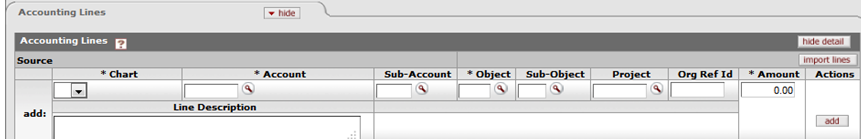 Accounting Lines hide
Accounting Lines ? hide detail
Source import lines
* Chart * Account Sub-Account * Object Sub-Object Project Org Ref Id * Amount Actions
0.00
Line Description
add: add